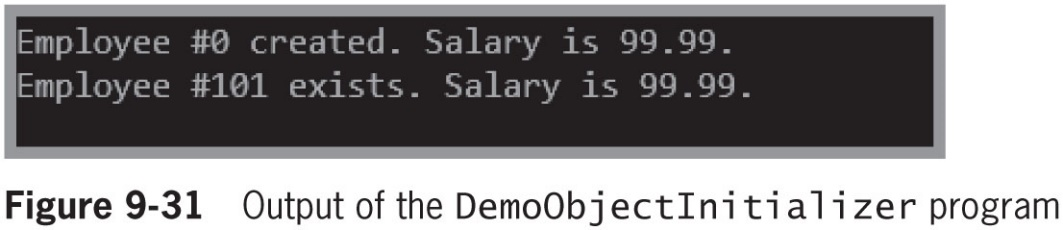 Employee #0 created. Salary is 99.99.
Employee #101 exists. Salary is 99.99.
Figure 9-31 Output of the DemoObjectInitializer program